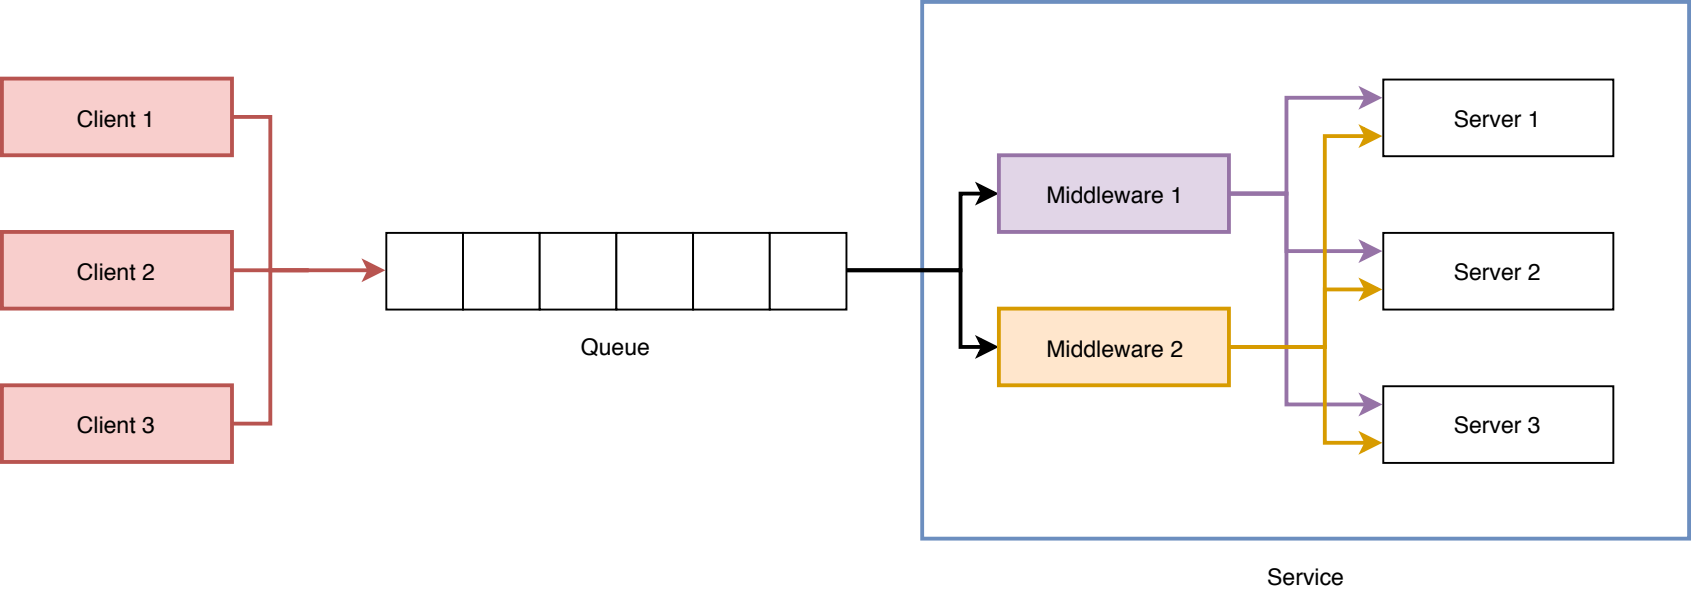 Client 1
Client 2
Client 3
Queue
Middleware 1
Middleware 2
Server 1
Server 2
Server 3
Service